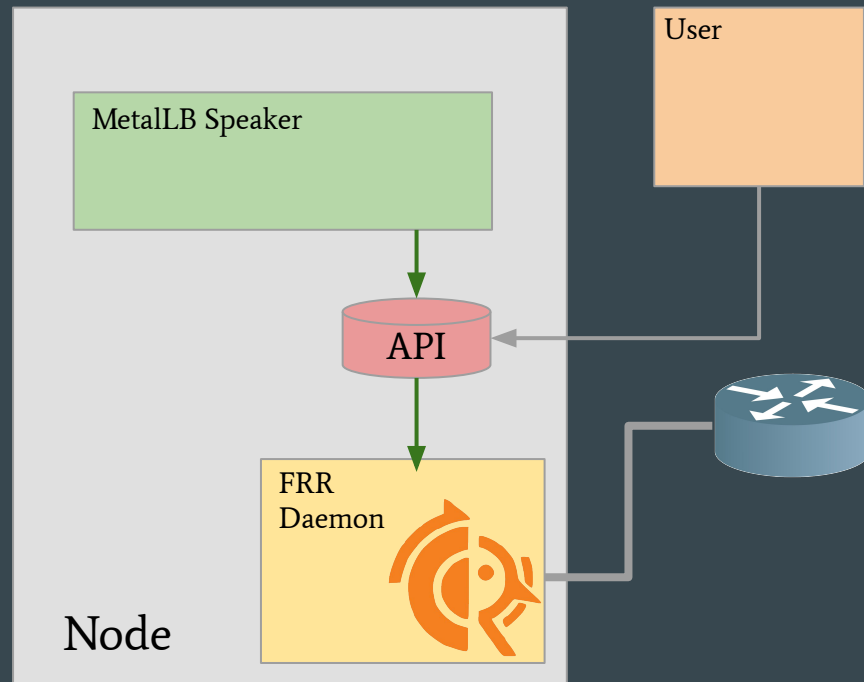 User
MetalLB Speaker
API
FRR
Daemon
Node